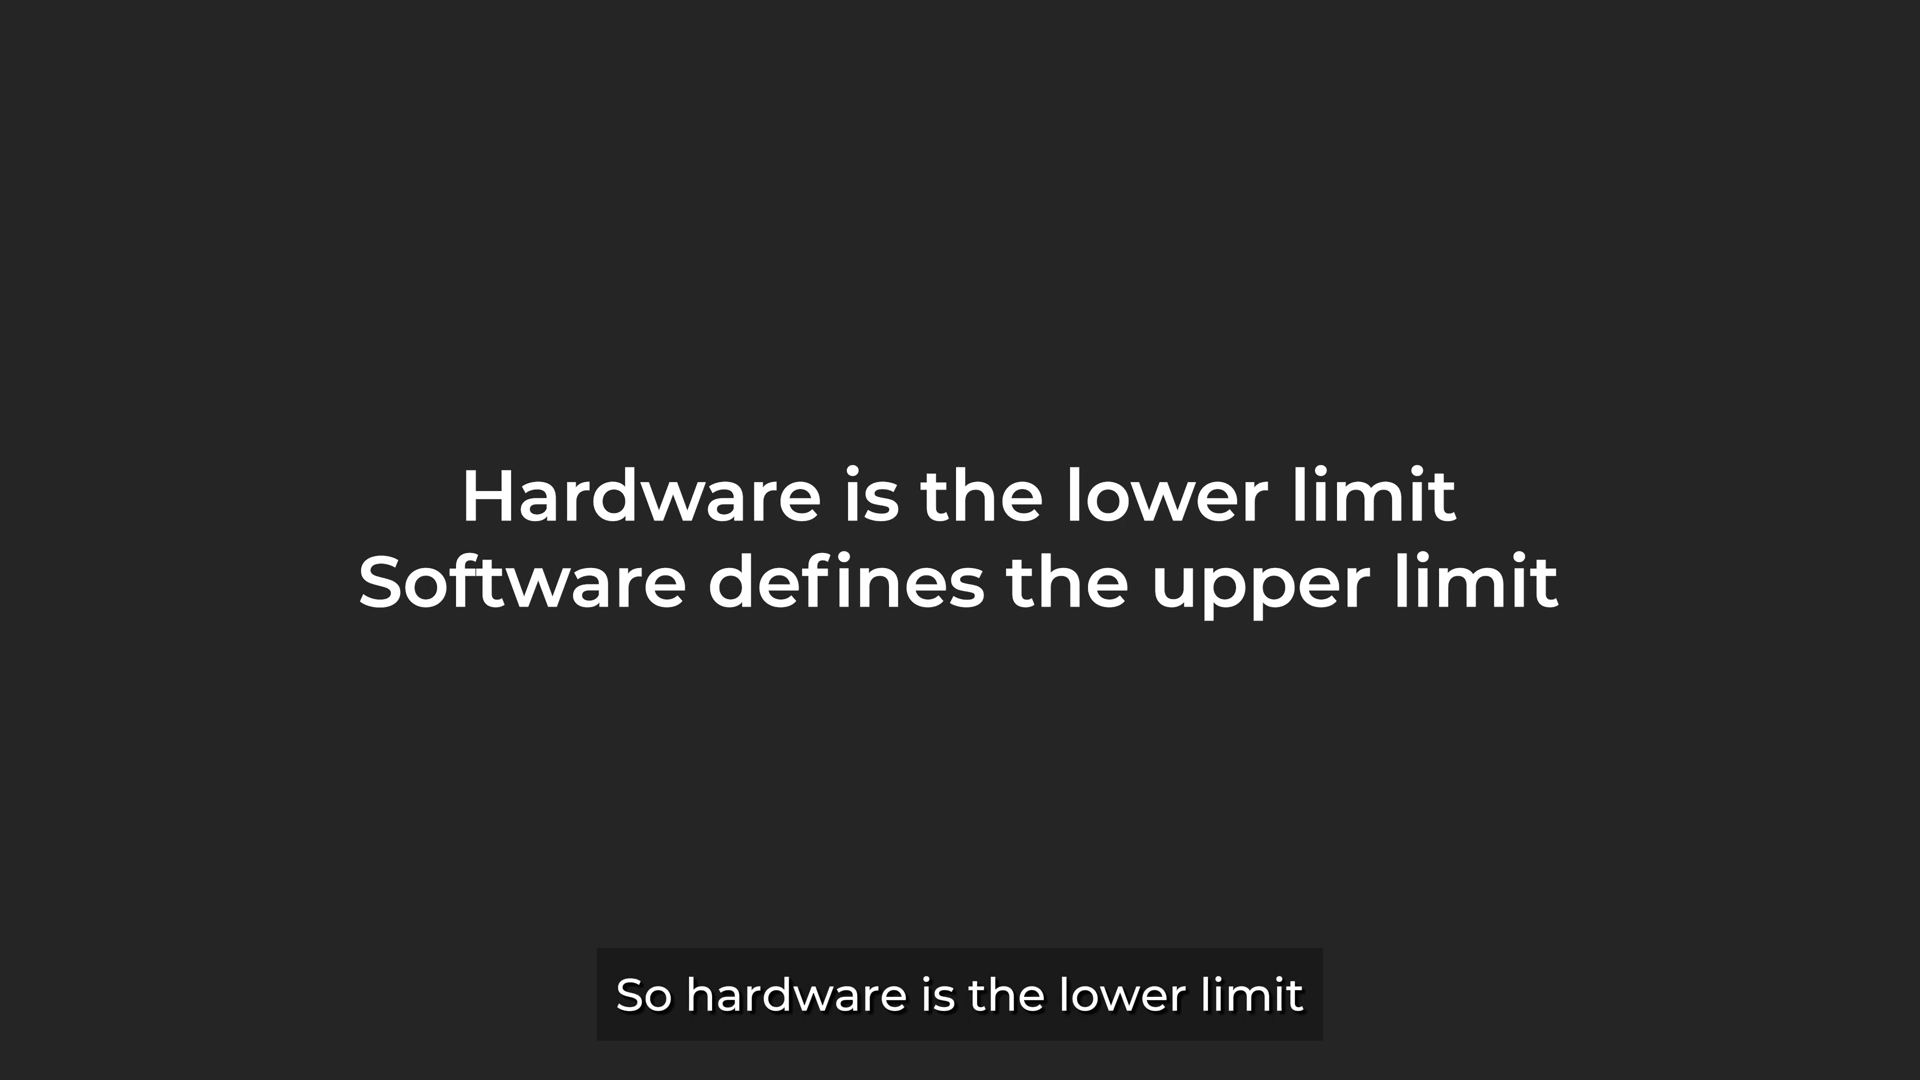 Hardware is the lower limit
Software defines the upper limit
So hardware is the lower limit